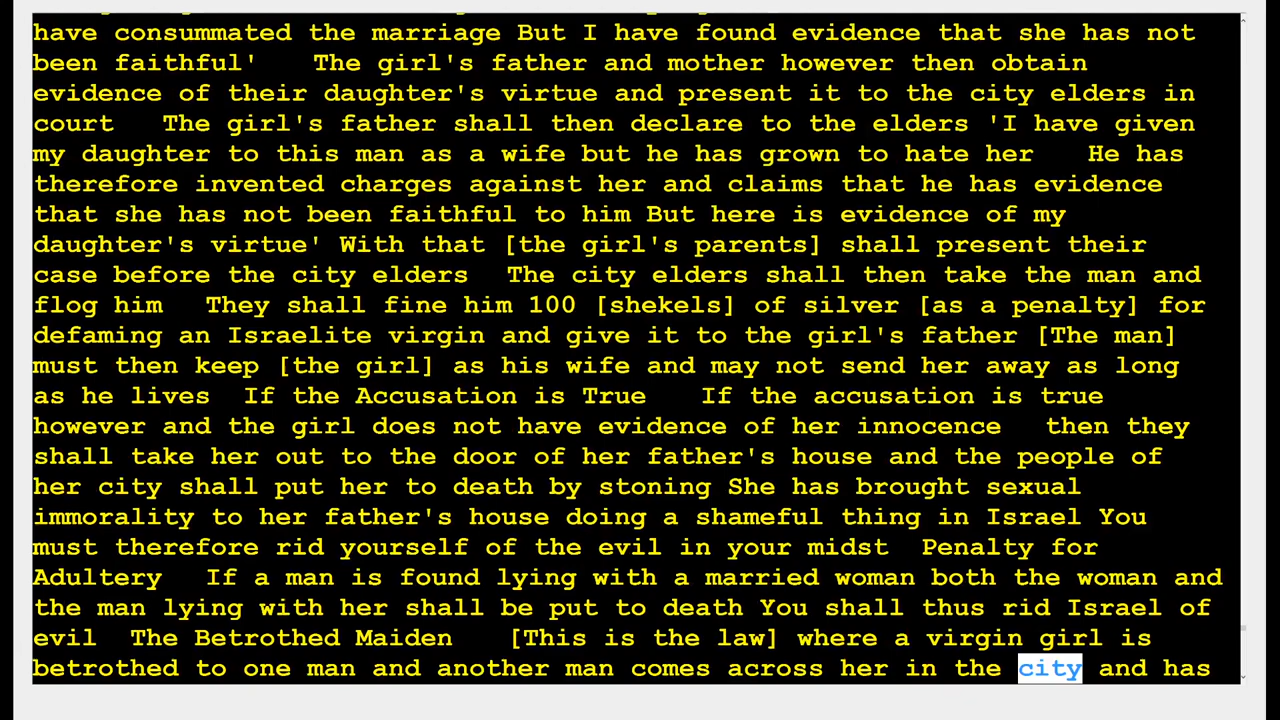 have consummated the marriage But I have found evidence that she has not
been faithful' The girl's father and mother however then obtain
evidence of their daughter's virtue and present it to the city elders in
court The girl's father shall then declare to the elders 'I have given
my daughter to this man as a wife but he has grown to hate her He has
therefore invented charges against her and claims that he has evidence
that she has not been faithful to him But here is evidence of my
daughter's virtue' With that [the girl's parents] shall present their
case before the city elders The city elders shall then take the man and
flog him They shall fine him 100 [shekels] of silver [as a penalty] for
defaming an Israelite virgin and give it to the girl's father [The man]
must then keep [the girl] as his wife and may not send her away as long
as he lives If the Accusation is True If the accusation is true
however and the girl does not have evidence of her innocence then they
shall take her out to the door of her father's house and the people of
her city shall put her to death by stoning She has brought sexual
immorality to her father's house doing a shameful thing in Israel You
must therefore rid yourself of the evil in your midst Penalty for
Adultery If a man is found lying with a married woman both the woman and
the man lying with her shall be put to death You shall thus rid Israel of
evil The Betrothed Maiden [This is the law] where a virgin girl is
betrothed to one man and another man comes across her in the city and has